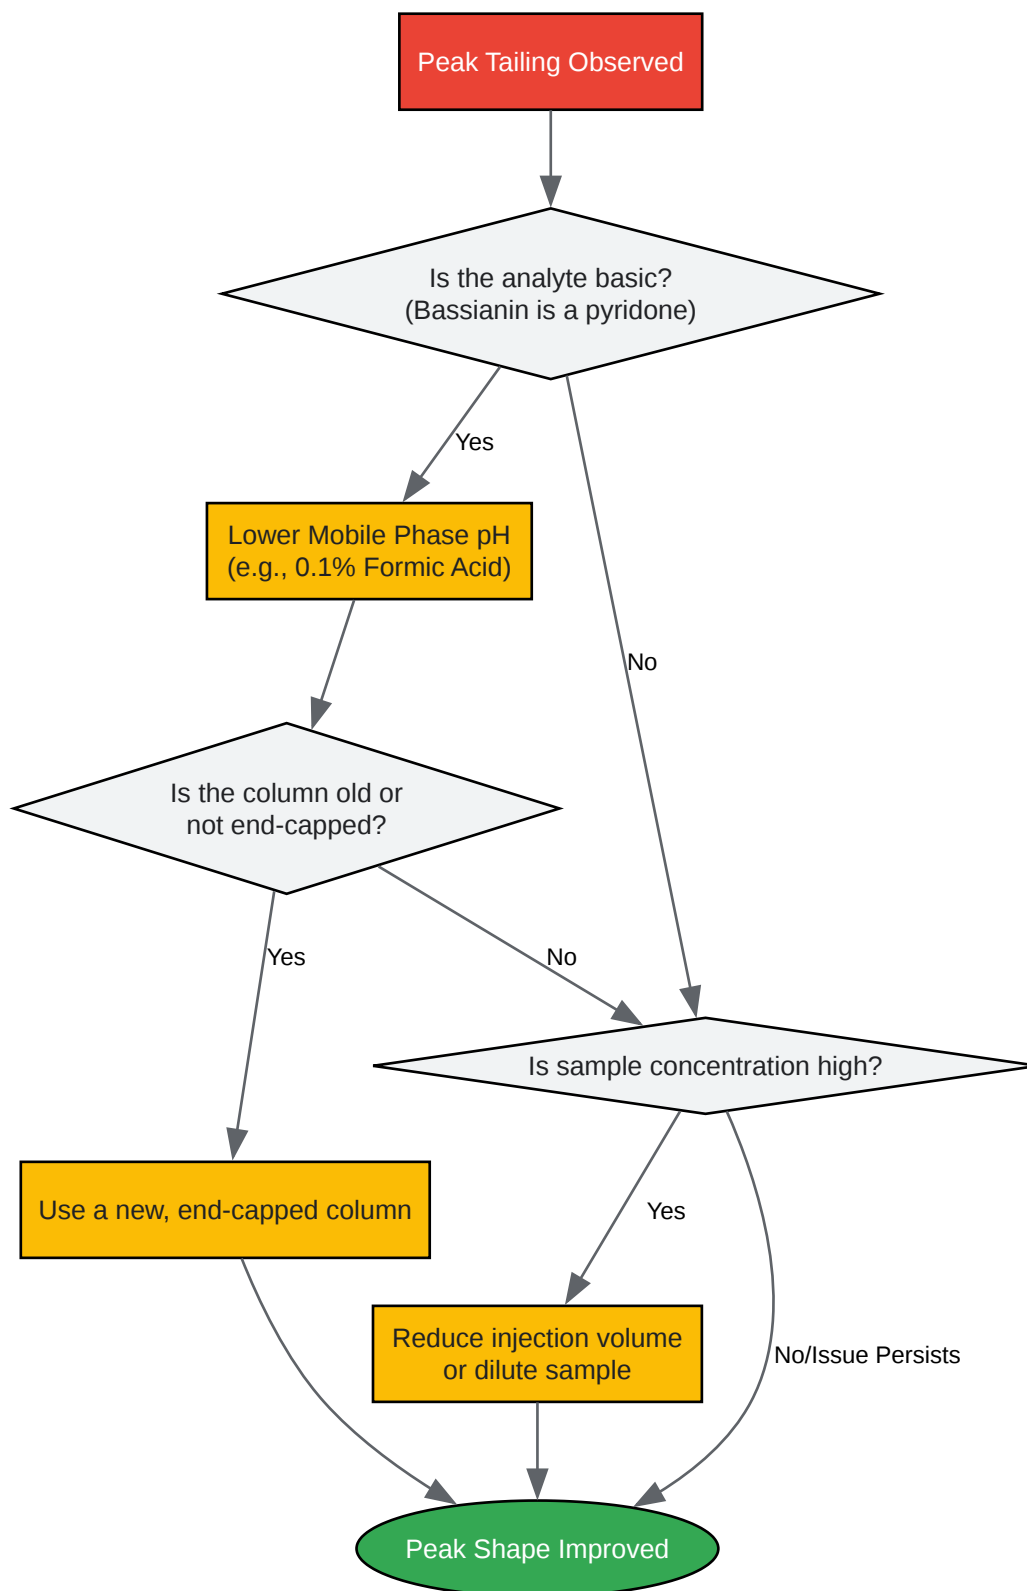 Peak Tailing Observed
Is the analyte basic?
(Bassianin is a pyridone)
Yes
Lower Mobile Phase pH
(e.g., 0.1% Formic Acid)
No
Is the column old or
not end-capped?
Yes
No
Is sample concentration high?
Use a new, end-capped column
Yes
Reduce injection volume
or dilute sample
No/Issue Persists
Peak Shape Improved